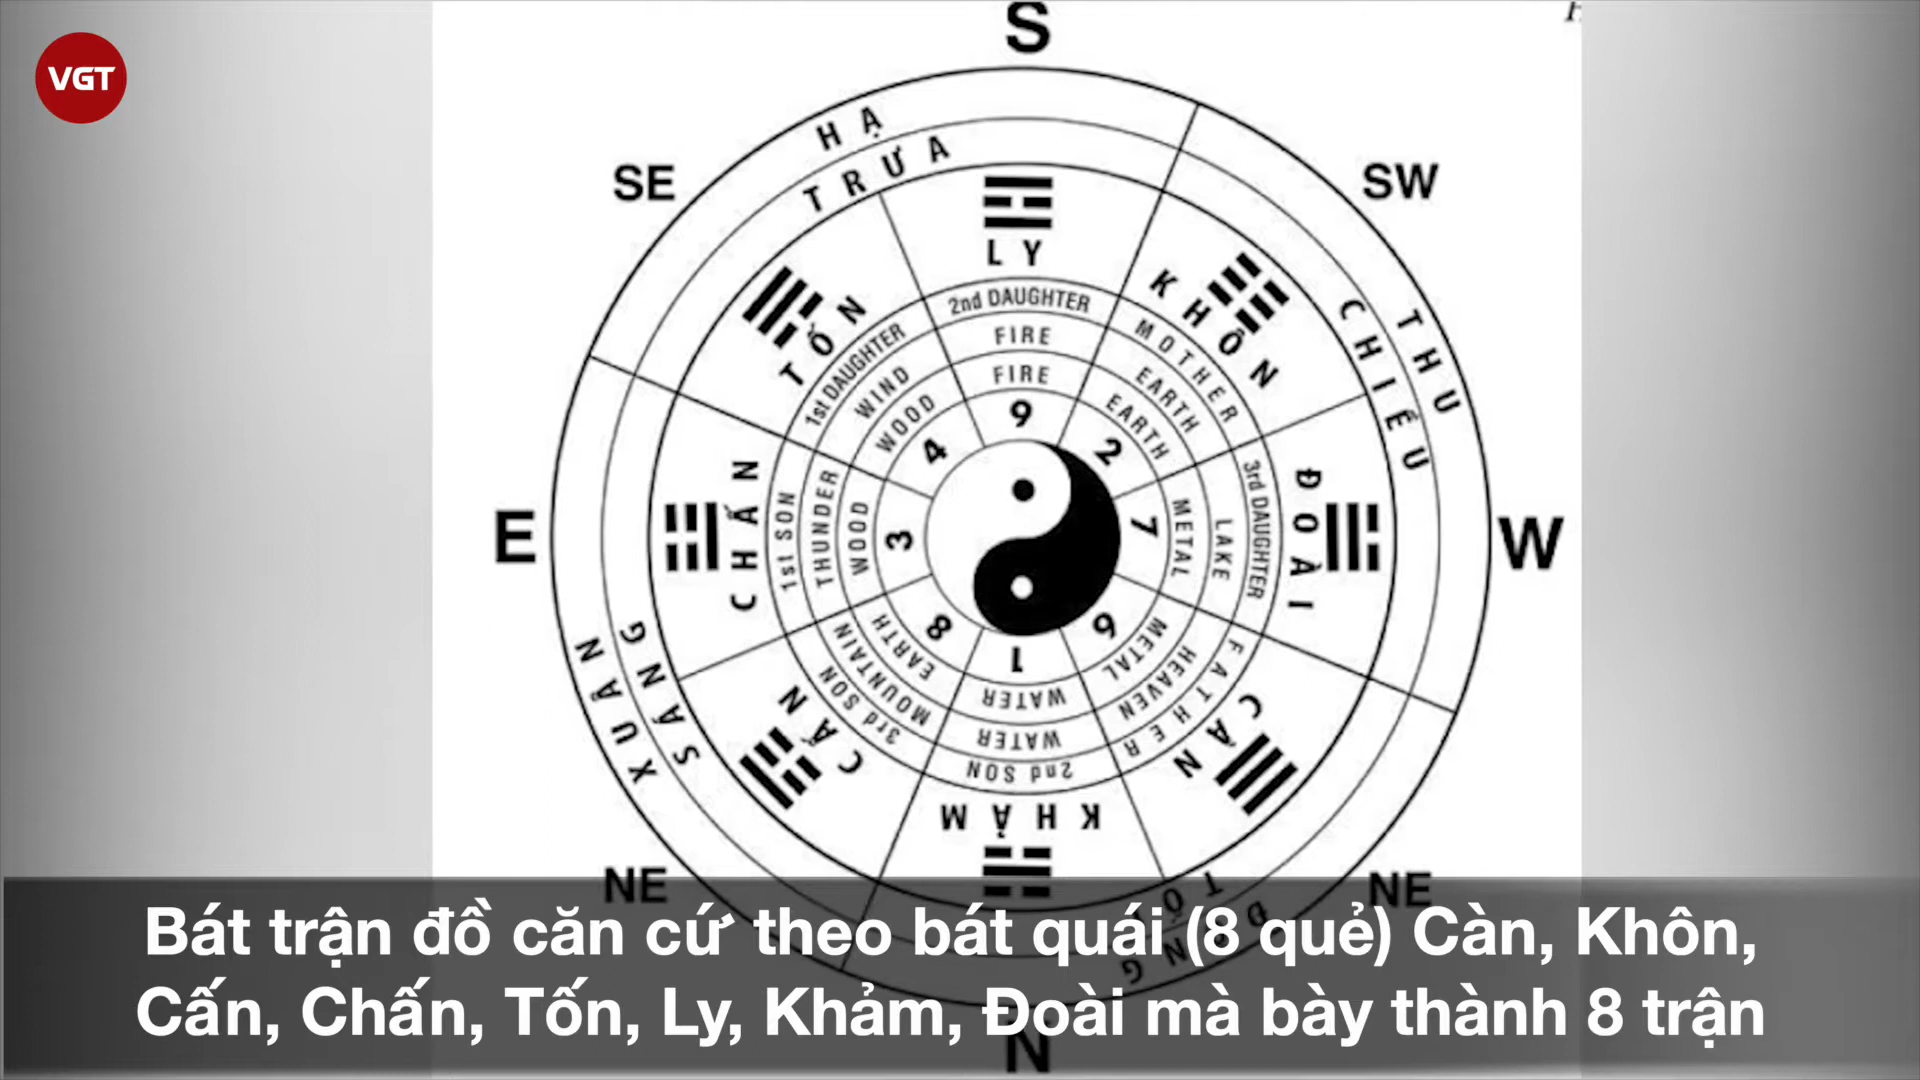 VGT
S
SE
SW
E
W
NE
NE
N
HẠ
TRƯA
THU
CHIỀU
XUÂN
SÁNG
ĐÔNG
TỐI
LY
2nd DAUGHTER
FIRE
FIRE
9
KHÔN
MOTHER
EARTH
EARTH
2
ĐOÀI
3rd DAUGHTER
LAKE
METAL
7
CÀN
FATHER
HEAVEN
METAL
6
KHẢM
2nd SON
WATER
WATER
1
CẤN
3rd SON
MOUNTAIN
EARTH
8
CHẤN
1st SON
THUNDER
WOOD
3
TỐN
1st DAUGHTER
WIND
WOOD
4
Bát trận đồ căn cứ theo bát quái (8 quẻ) Càn, Khôn,
Cấn, Chấn, Tốn, Ly, Khảm, Đoài mà bày thành 8 trận